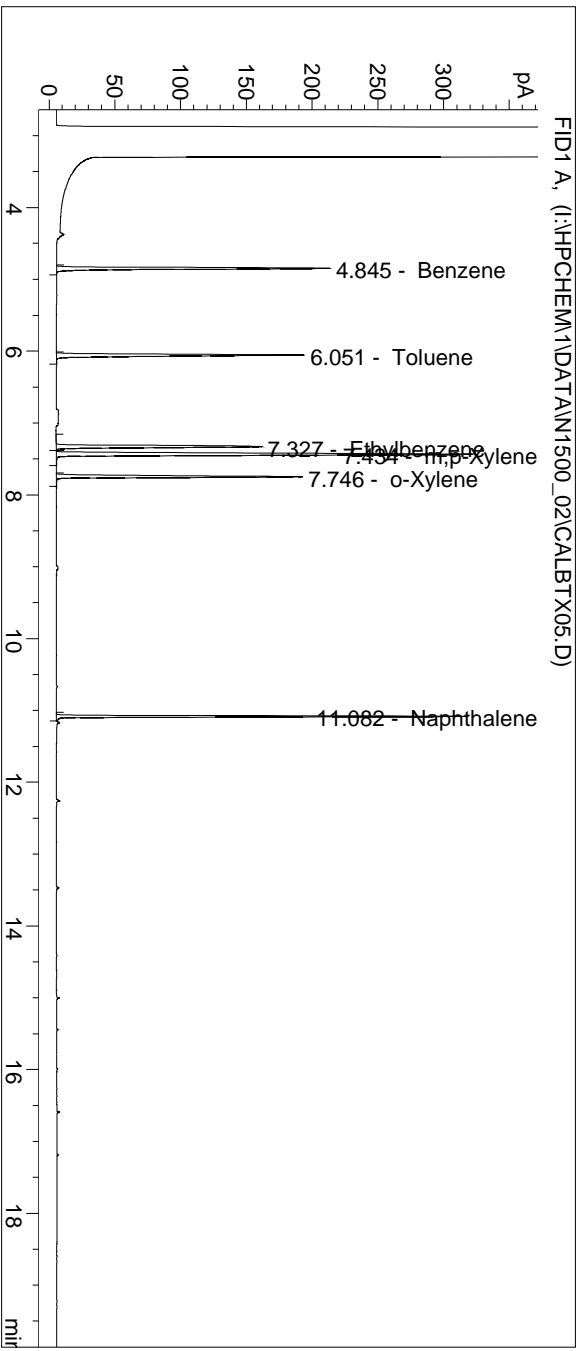 FID1 A, (I:\HPCHEM\1\DATA\N1500_02\CALBTX05.D)
pA
300
250
200
150
100
50
0
4.845 - Benzene
6.051 - Toluene
7.327 - Ethylbenzene
7.434 - m,p-Xylene
7.746 - o-Xylene
11.082 - Naphthalene
4
6
8
10
12
14
16
18
min